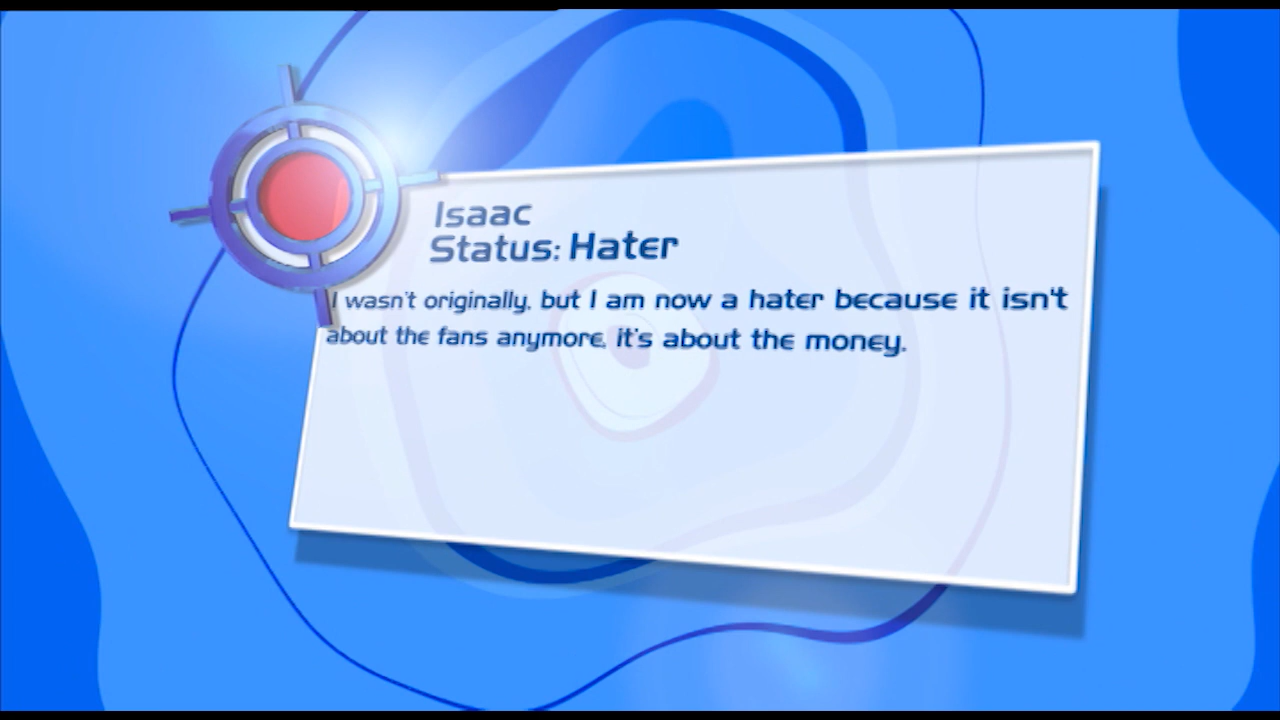 Isaac
Status: Hater
I wasn't originally, but I am now a hater because it isn't
about the fans anymore, it's about the money.